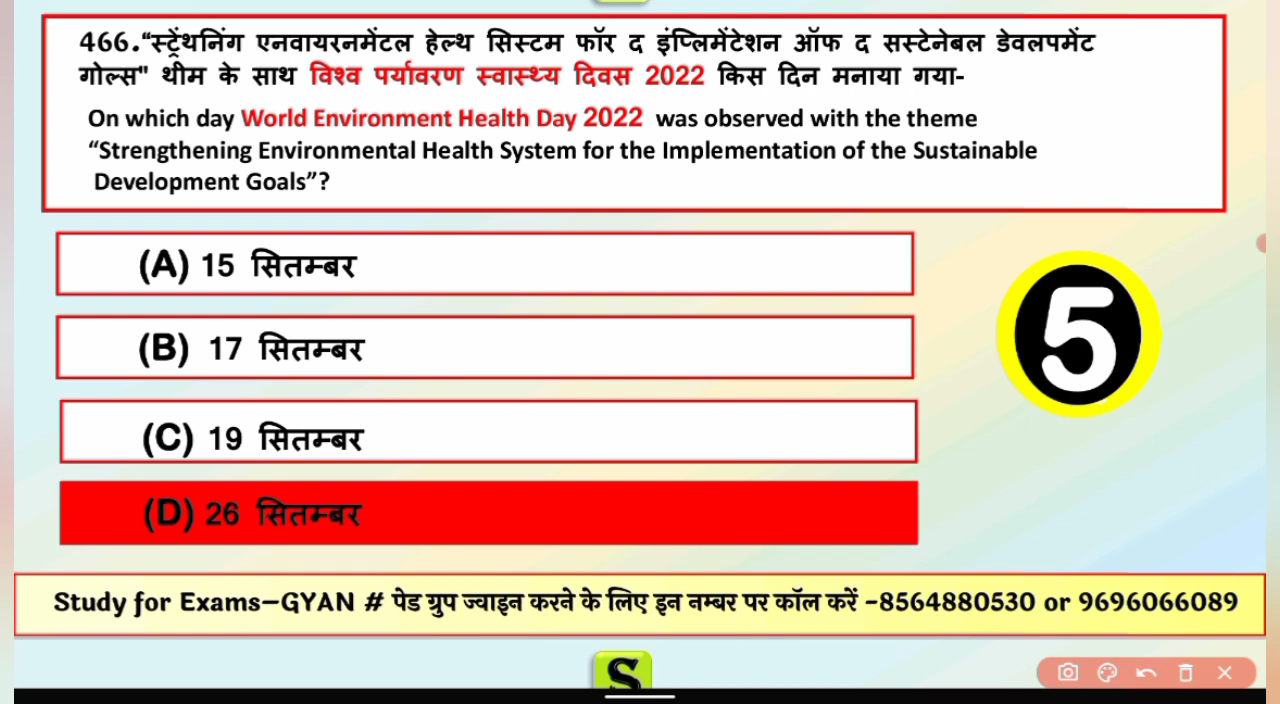 466.“स्ट्रेंथनिंग एनवायरनमेंटल हेल्थ सिस्टम फॉर द इंप्लिमेंटेशन ऑफ द सस्टेनेबल डेवलपमेंट
गोल्स" थीम के साथ विश्व पर्यावरण स्वास्थ्य दिवस 2022 किस दिन मनाया गया-
On which day World Environment Health Day 2022 was observed with the theme
“Strengthening Environmental Health System for the Implementation of the Sustainable
Development Goals”?
(A) 15 सितम्बर
(B) 17 सितम्बर
5
(C) 19 सितम्बर
(D) 26 सितम्बर
Study for Exams–GYAN # पेड ग्रुप ज्वाइन करने के लिए इन नम्बर पर कॉल करें -8564880530 or 9696066089
S